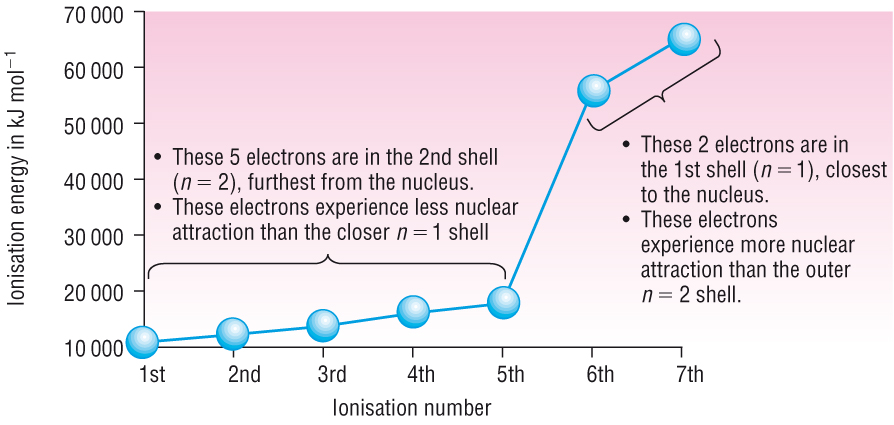 Ionisation energy in kJ mol⁻¹
70 000
60 000
50 000
40 000
30 000
20 000
10 000
• These 5 electrons are in the 2nd shell
(n = 2), furthest from the nucleus.
• These electrons experience less nuclear
attraction than the closer n = 1 shell
• These 2 electrons are in
the 1st shell (n = 1), closest
to the nucleus.
• These electrons
experience more nuclear
attraction than the outer
n = 2 shell.
1st 2nd 3rd 4th 5th 6th 7th
Ionisation number